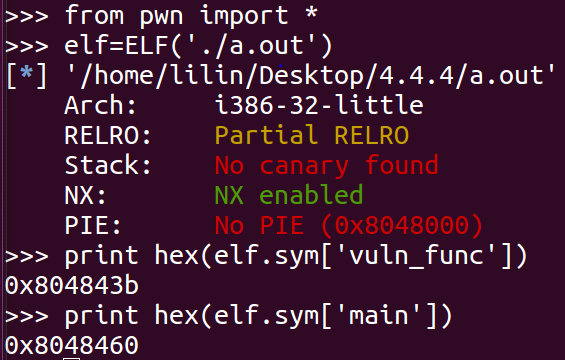 >>> from pwn import *
>>> elf=ELF('./a.out')
[*] '/home/lilin/Desktop/4.4.4/a.out'
    Arch:     i386-32-little
    RELRO:    Partial RELRO
    Stack:    No canary found
    NX:       NX enabled
    PIE:      No PIE (0x8048000)
>>> print hex(elf.sym['vuln_func'])
0x804843b
>>> print hex(elf.sym['main'])
0x8048460